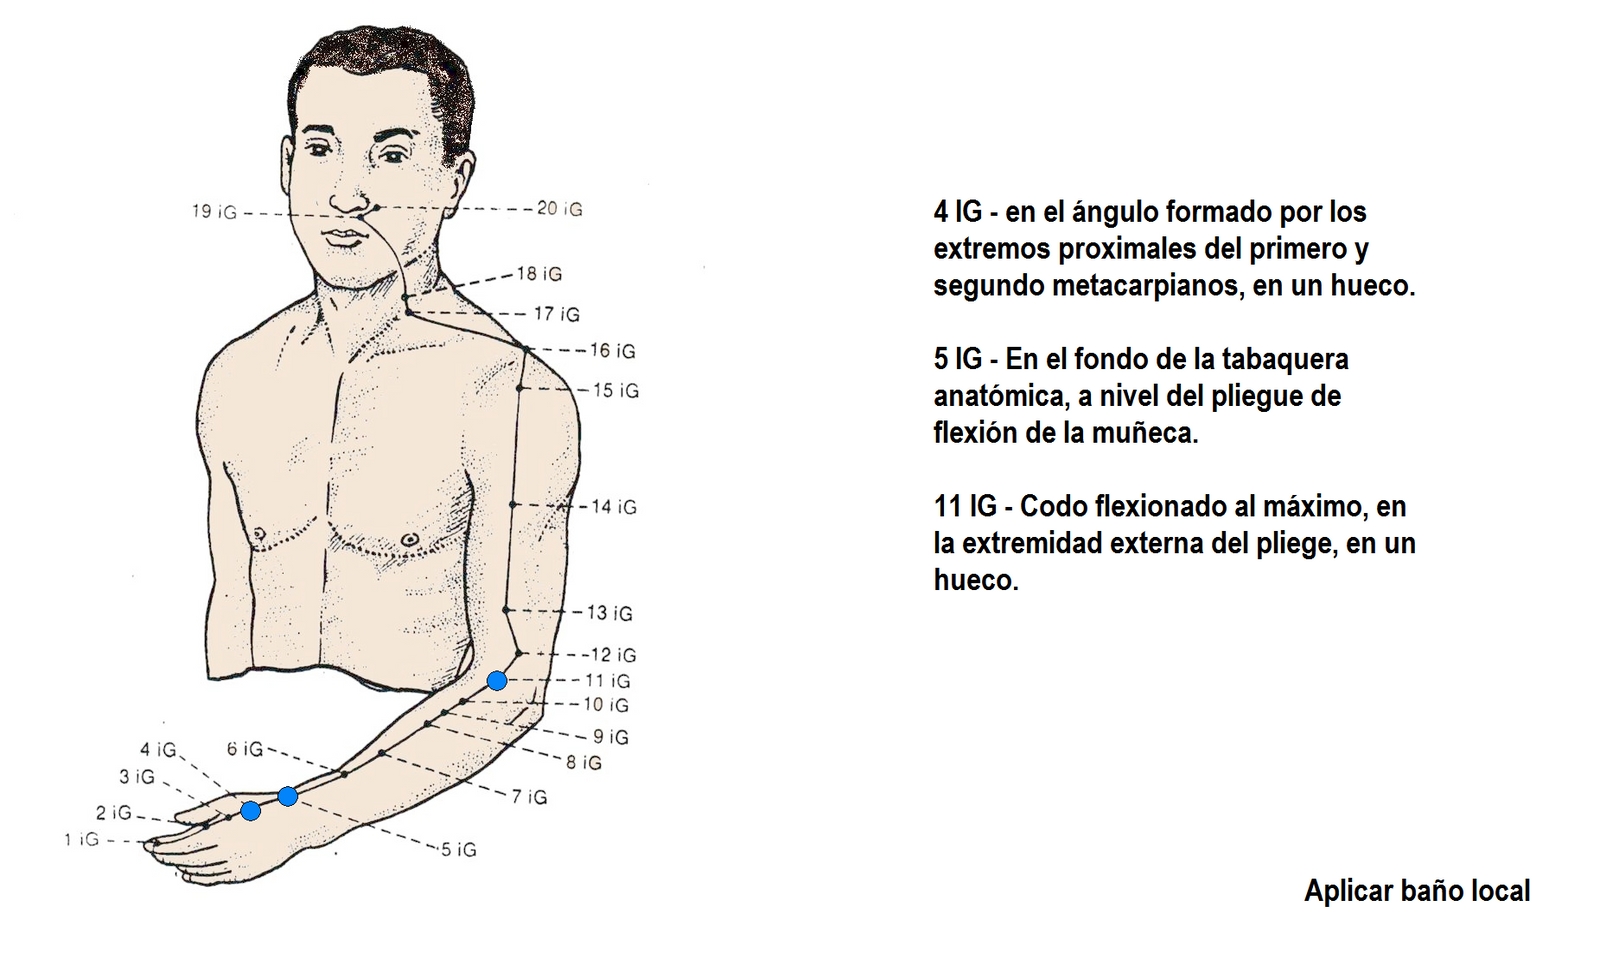 19 iG
20 iG
18 iG
17 iG
16 iG
15 iG
14 iG
13 iG
12 iG
11 iG
10 iG
9 iG
8 iG
7 iG
6 iG
4 iG
3 iG
2 iG
1 iG
5 iG
4 IG - en el ángulo formado por los
extremos proximales del primero y
segundo metacarpianos, en un hueco.
5 IG - En el fondo de la tabaquera
anatómica, a nivel del pliegue de
flexión de la muñeca.
11 IG - Codo flexionado al máximo, en
la extremidad externa del pliege, en un
hueco.
Aplicar baño local